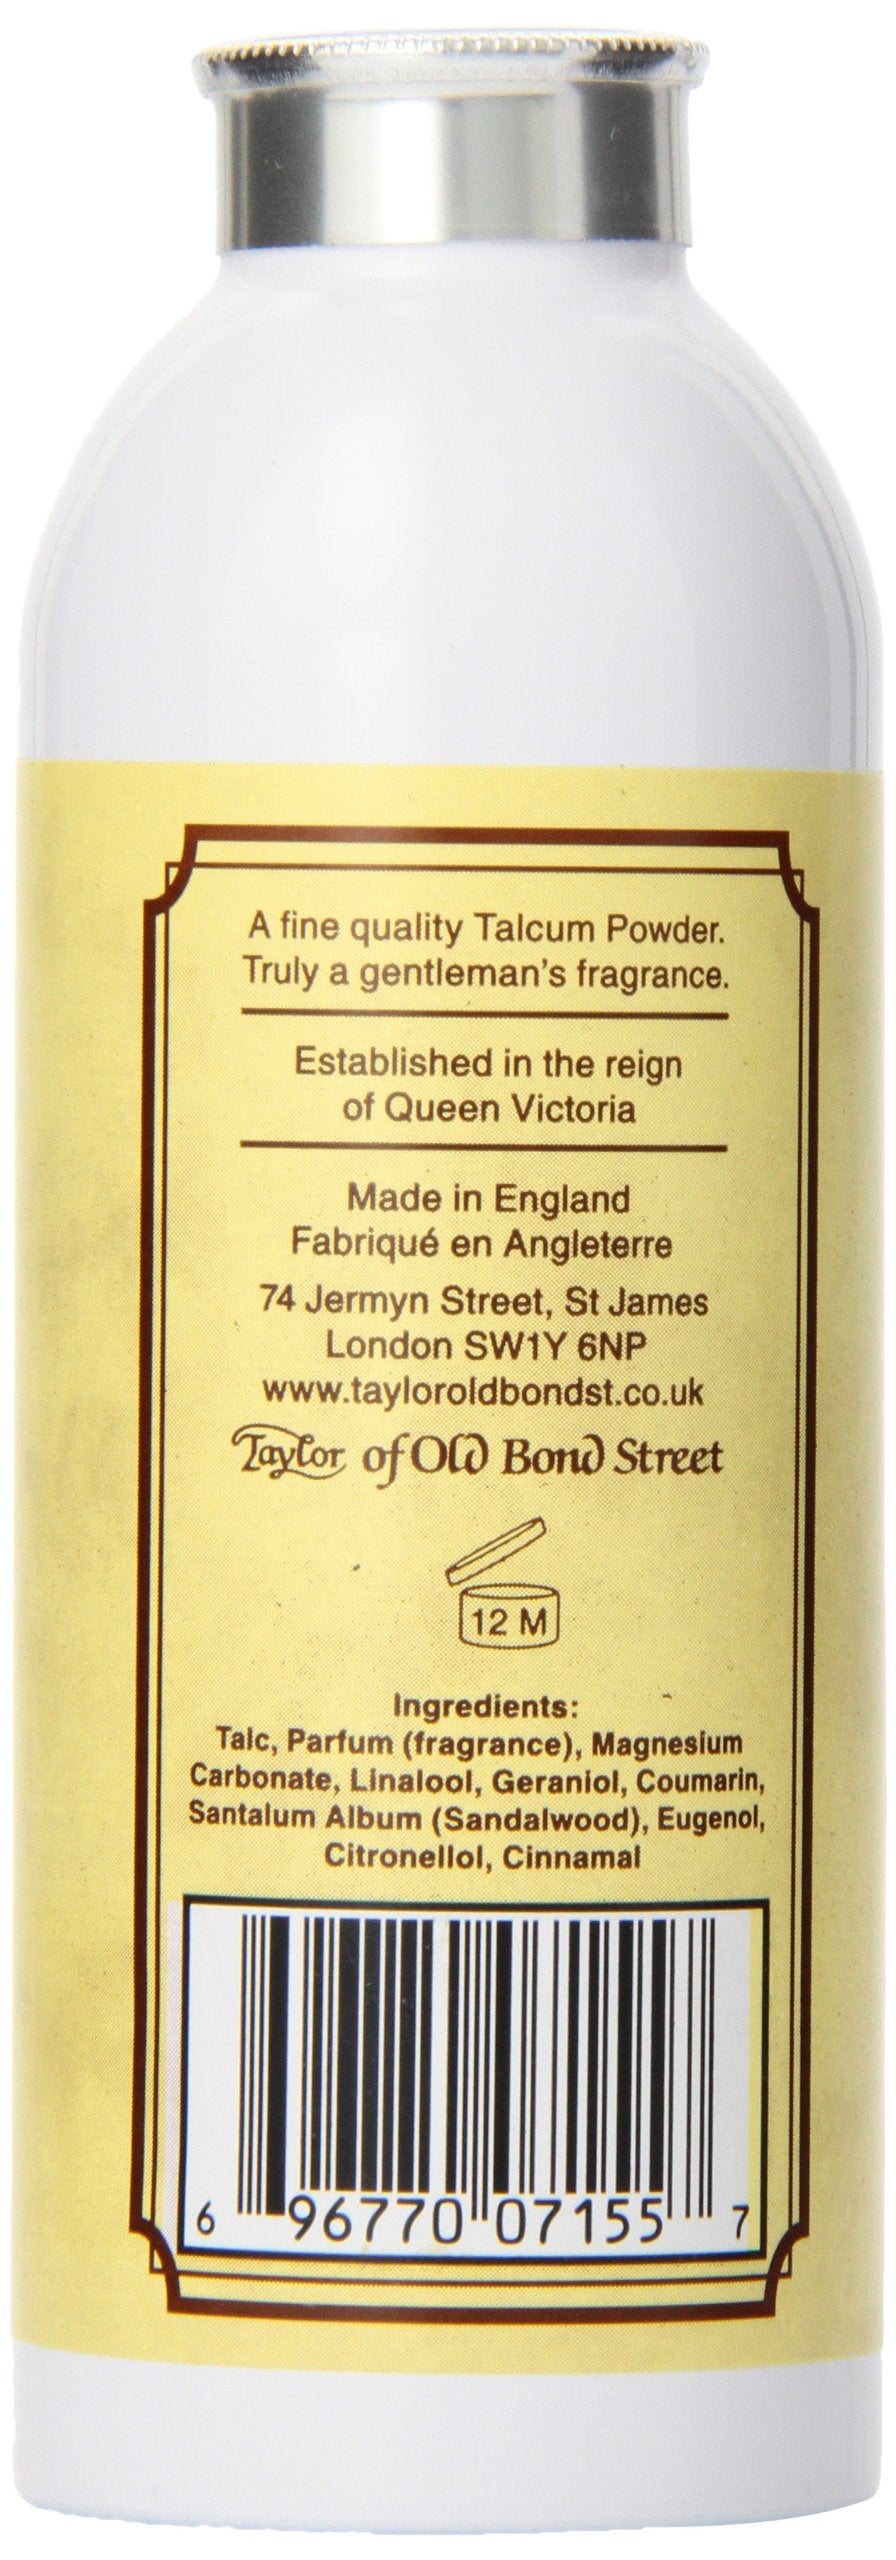 A fine quality Talcum Powder.
Truly a gentleman's fragrance.
Established in the reign
of Queen Victoria
Made in England
Fabriqué en Angleterre
74 Jermyn Street, St James
London SW1Y 6NP
www.tayloroldbondst.co.uk
Taylor of Old Bond Street
12 M
Ingredients:
Talc, Parfum (fragrance), Magnesium
Carbonate, Linalool, Geraniol, Coumarin,
Santalum Album (Sandalwood), Eugenol,
Citronellol, Cinnamal
6 96770 07155 7